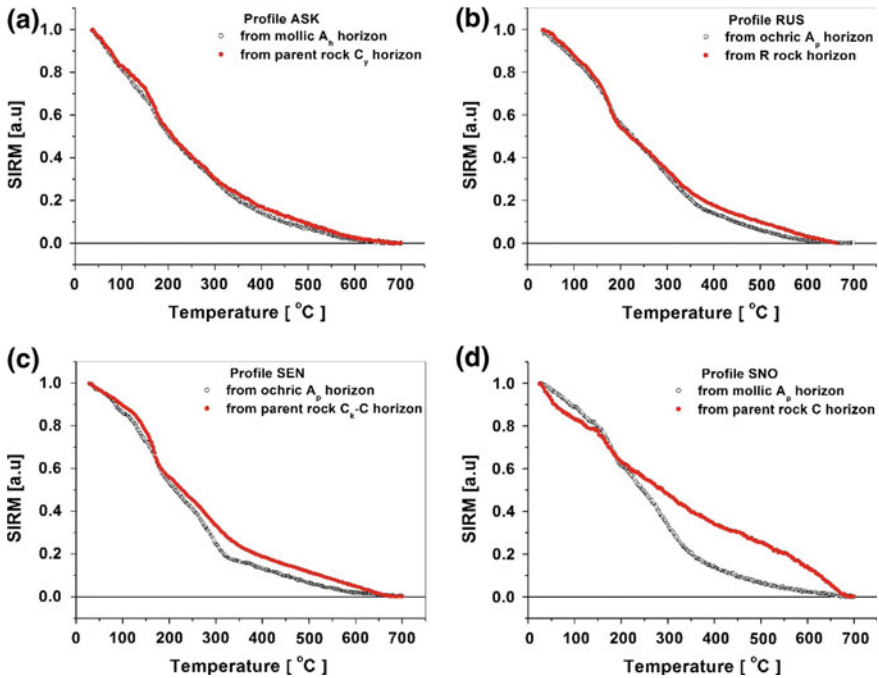 (a)
Profile ASK
from mollic Ah horizon
from parent rock Cy horizon
SIRM [a.u]
1.0
0.8
0.6
0.4
0.2
0.0
0 100 200 300 400 500 600 700
Temperature [ °C ]
(b)
Profile RUS
from ochric Ap horizon
from R rock horizon
SIRM [a.u]
1.0
0.8
0.6
0.4
0.2
0.0
0 100 200 300 400 500 600 700
Temperature [ °C ]
(c)
Profile SEN
from ochric Ap horizon
from parent rock Ck-C horizon
SIRM [a.u]
1.0
0.8
0.6
0.4
0.2
0.0
0 100 200 300 400 500 600 700
Temperature [ °C ]
(d)
Profile SNO
from mollic Ap horizon
from parent rock C horizon
SIRM [a.u]
1.0
0.8
0.6
0.4
0.2
0.0
0 100 200 300 400 500 600 700
Temperature [ °C ]